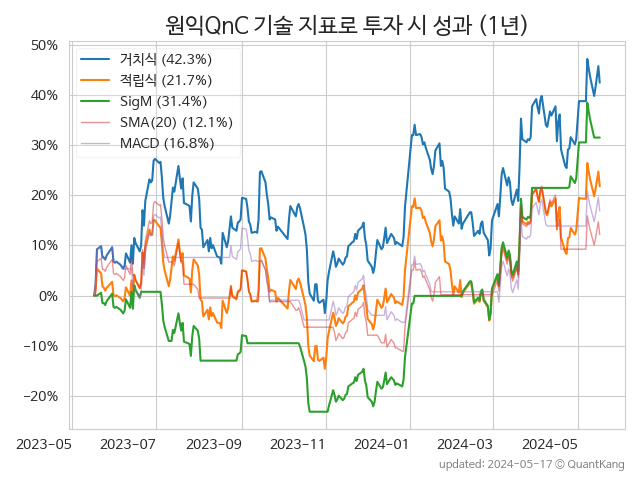 원익QnC 기술 지표로 투자 시 성과 (1년)
50%
40%
30%
20%
10%
0%
−10%
−20%
거치식 (42.3%)
적립식 (21.7%)
SigM (31.4%)
SMA(20) (12.1%)
MACD (16.8%)
2023-05 2023-07 2023-09 2023-11 2024-01 2024-03 2024-05
updated: 2024-05-17 © QuantKang